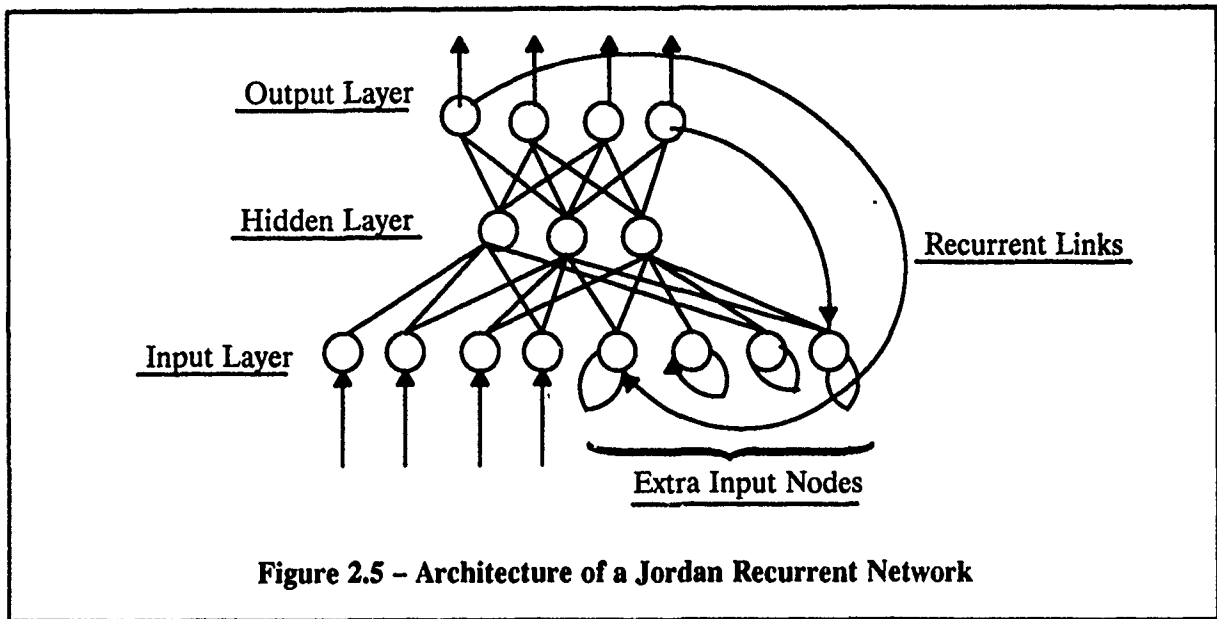 Output Layer
Hidden Layer
Recurrent Links
Input Layer
Extra Input Nodes
Figure 2.5 – Architecture of a Jordan Recurrent Network